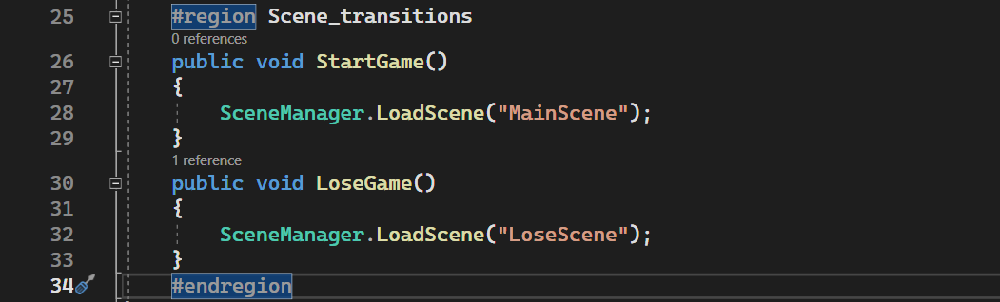 25 #region Scene_transitions
0 references
26 public void StartGame()
27 {
28 SceneManager.LoadScene("MainScene");
29 }
1 reference
30 public void LoseGame()
31 {
32 SceneManager.LoadScene("LoseScene");
33 }
34 #endregion